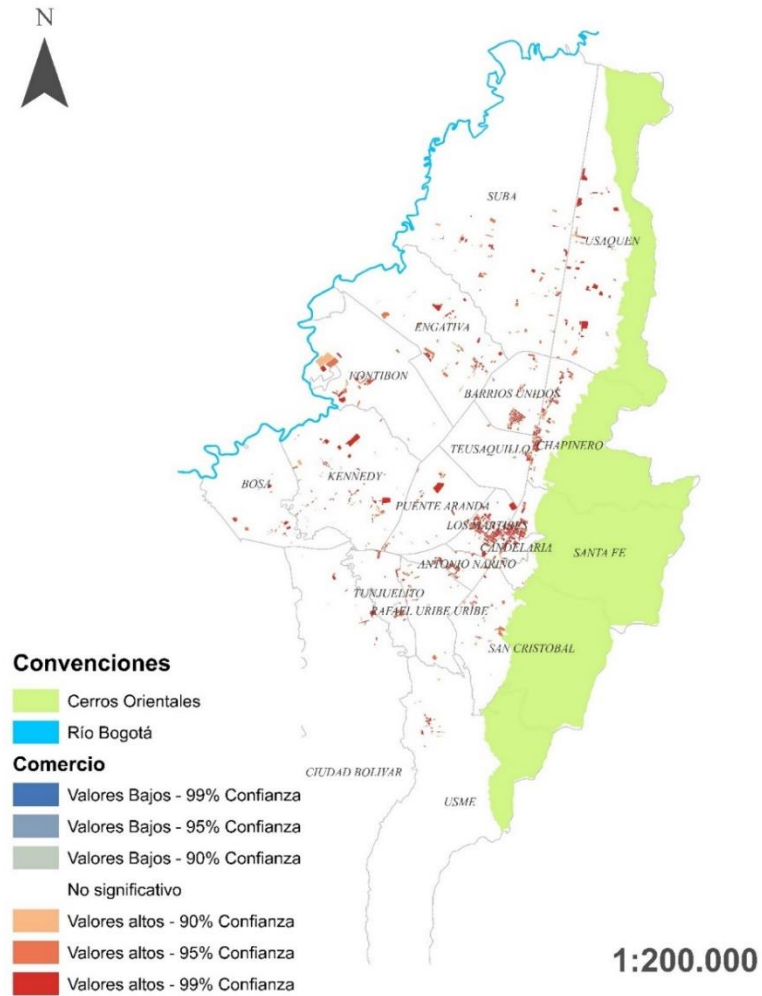 N
SUBA
USAQUEN
ENGATIVA
FONTIBON
BARRIOS UNIDOS
TEUSAQUILLO
CHAPINERO
BOSA
KENNEDY
PUENTE ARANDA
LOS MARTIRES
CANDELARIA
SANTA FE
ANTONIO NARIÑO
TUNJUELITO
RAFAEL URIBE URIBE
SAN CRISTOBAL
CIUDAD BOLIVAR
USME
Convenciones
Cerros Orientales
Río Bogotá
Comercio
Valores Bajos - 99% Confianza
Valores Bajos - 95% Confianza
Valores Bajos - 90% Confianza
No significativo
Valores altos - 90% Confianza
Valores altos - 95% Confianza
Valores altos - 99% Confianza
1:200.000